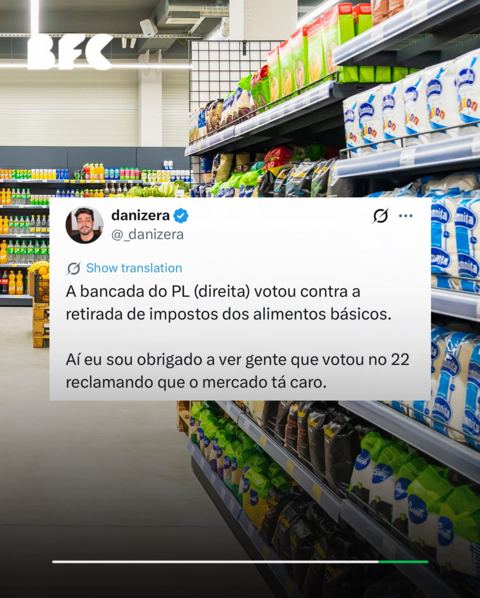 BFC
danizera
@_danizera
Show translation
A bancada do PL (direita) votou contra a
retirada de impostos dos alimentos básicos.
Aí eu sou obrigado a ver gente que votou no 22
reclamando que o mercado tá caro.